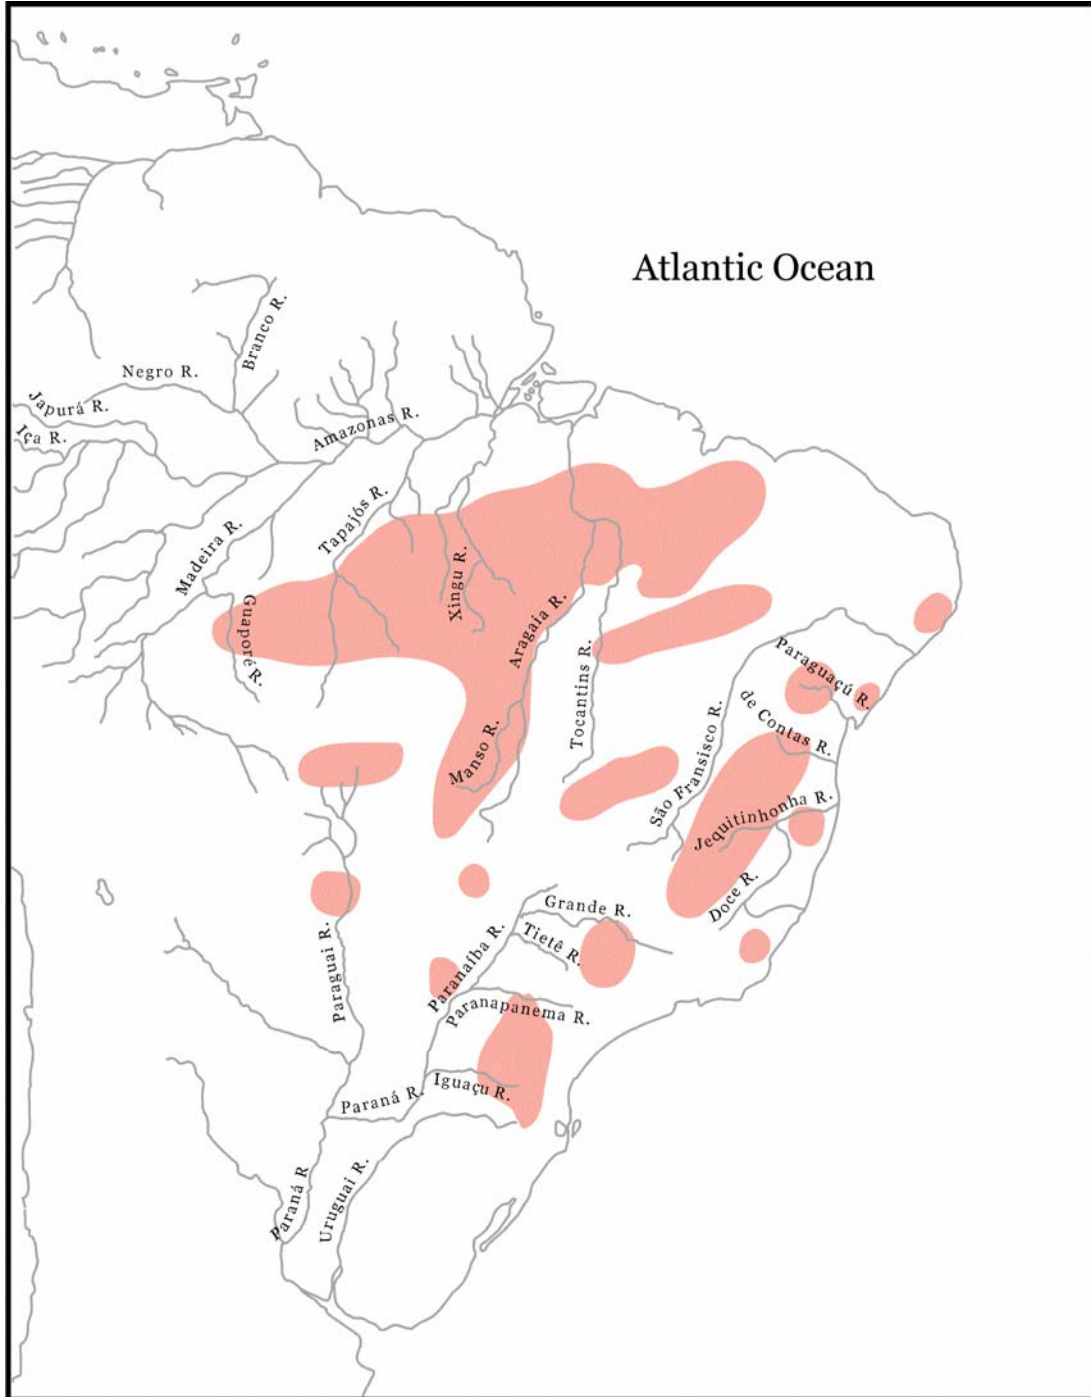 Atlantic Ocean
Branco R.
Negro R.
Japurá R.
Iça R.
Amazonas R.
Tapajós R.
Madeira R.
Xingu R.
Guaporé R.
Aragaia R.
Tocantins R.
Paraguaçú R.
de Contas R.
Manso R.
São Fransisco R.
Jequitinhonha R.
Doce R.
Grande R.
Tietê R.
Paranaíba R.
Paraguai R.
Paranapanema R.
Iguaçu R.
Paraná R.
Paraná R
Uruguai R.